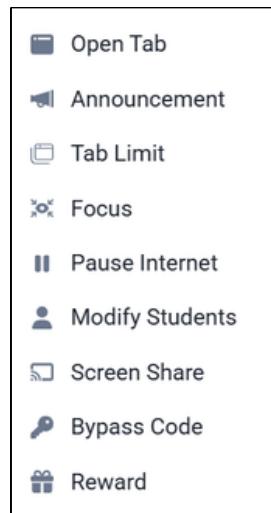 Open Tab
Announcement
Tab Limit
Focus
Pause Internet
Modify Students
Screen Share
Bypass Code
Reward